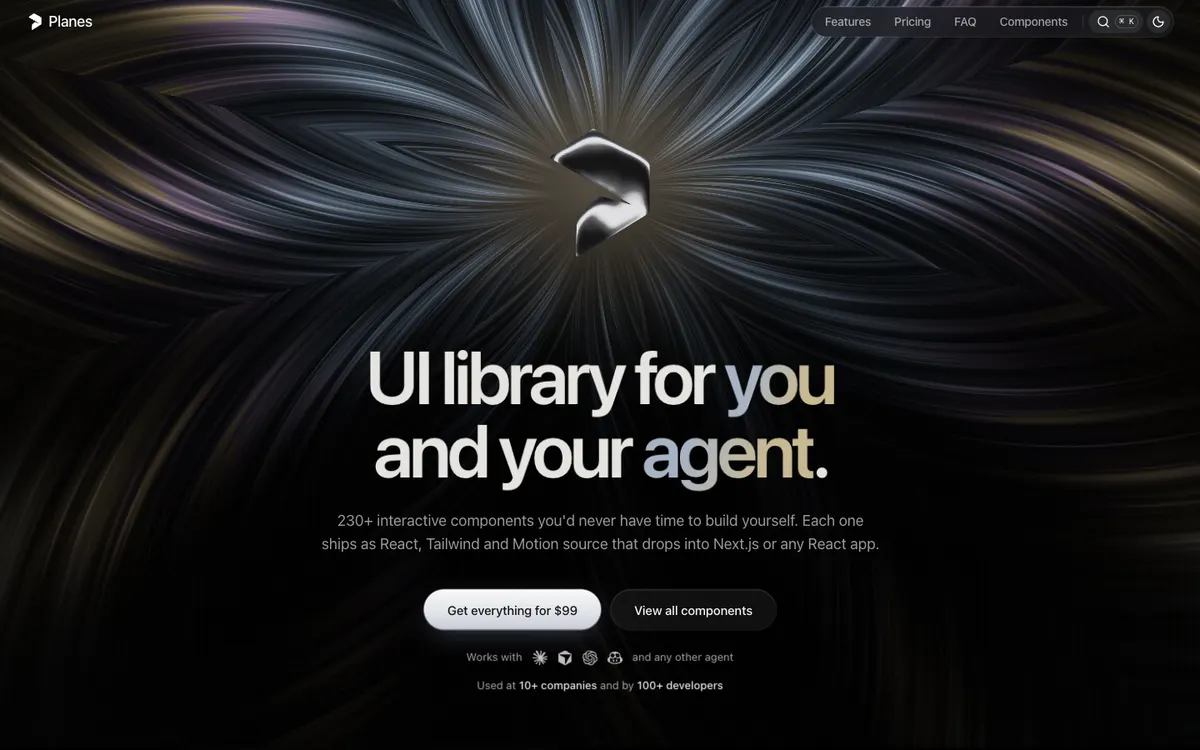 Planes
Features
Pricing
FAQ
Components
⌘ K
UI library for you
and your agent.
230+ interactive components you'd never have time to build yourself. Each one
ships as React, Tailwind and Motion source that drops into Next.js or any React app.
Get everything for $99
View all components
Works with
and any other agent
Used at 10+ companies and by 100+ developers